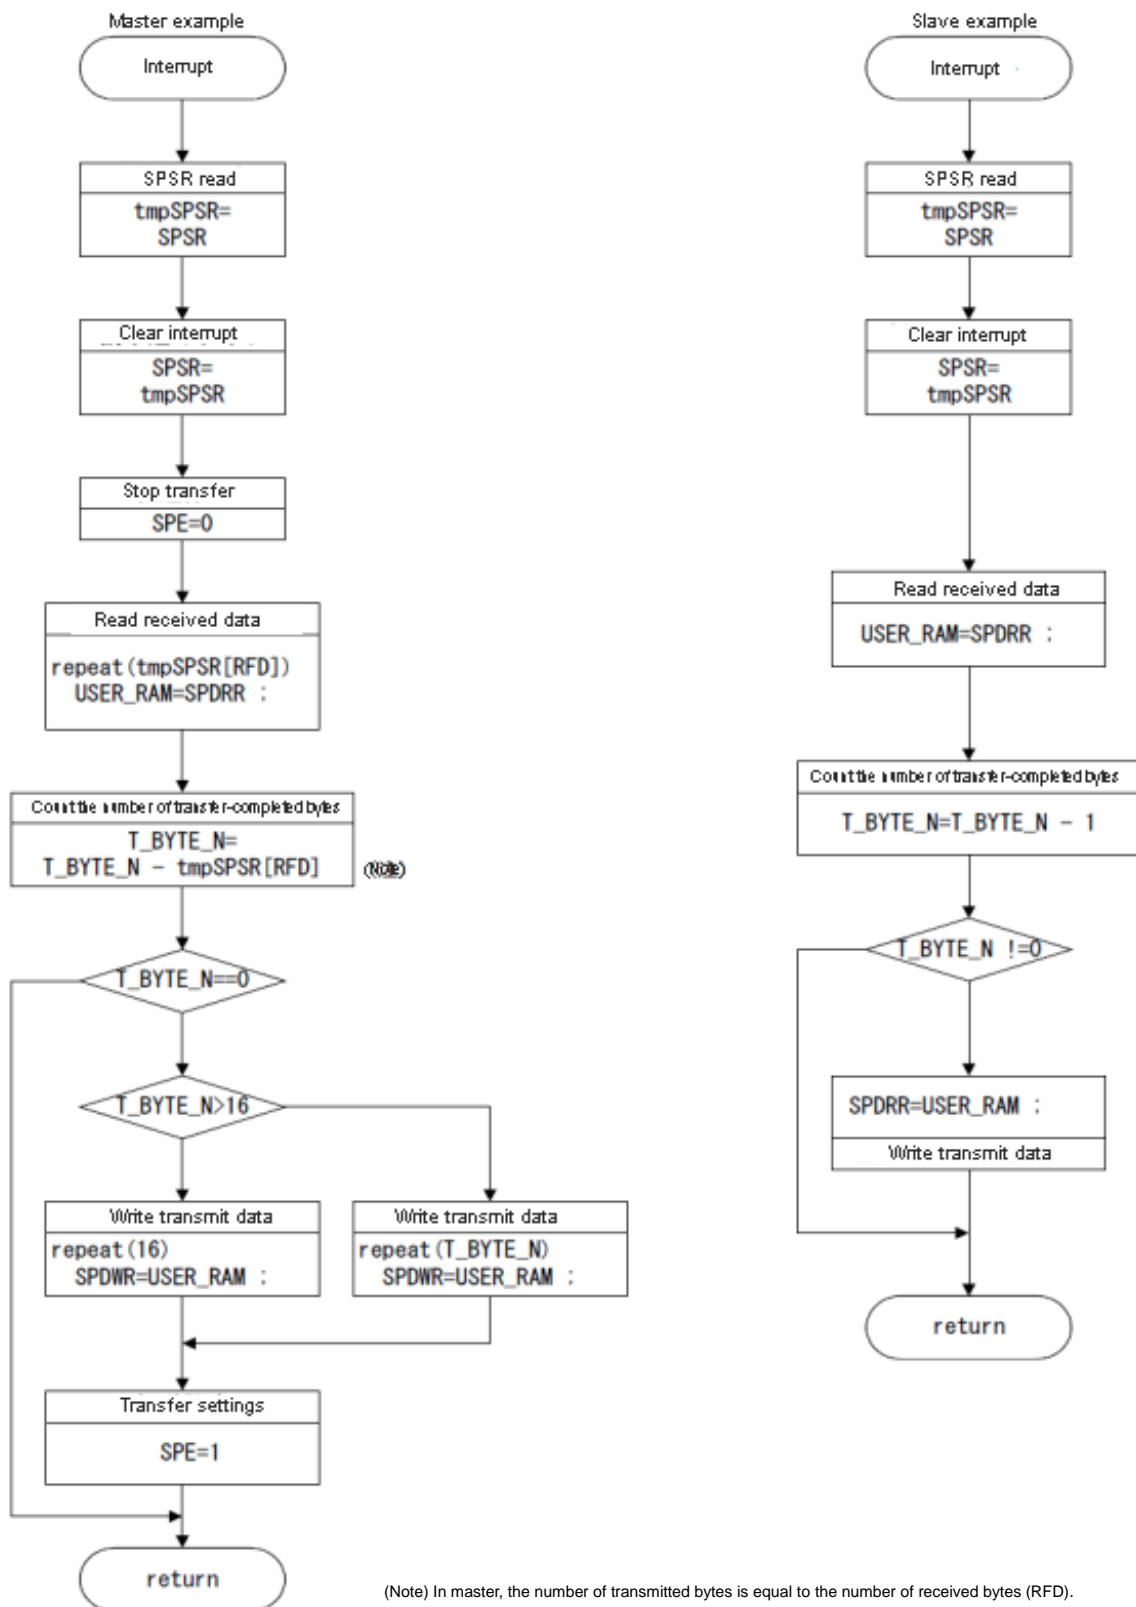 Master example
Interrupt
SPSR read
tmpSPSR=
SPSR
Clear interrupt
SPSR=
tmpSPSR
Stop transfer
SPE=0
Read received data
repeat(tmpSPSR[RFD])
USER_RAM=SPDRR ;
Count the number of transfer-completed bytes
T_BYTE_N=
T_BYTE_N - tmpSPSR[RFD]
(Note)
T_BYTE_N==0
T_BYTE_N>16
Write transmit data
repeat(16)
SPDWR=USER_RAM ;
Write transmit data
repeat(T_BYTE_N)
SPDWR=USER_RAM ;
Transfer settings
SPE=1
return
Slave example
Interrupt
SPSR read
tmpSPSR=
SPSR
Clear interrupt
SPSR=
tmpSPSR
Read received data
USER_RAM=SPDRR ;
Count the number of transfer-completed bytes
T_BYTE_N=T_BYTE_N - 1
T_BYTE_N !=0
SPDRR=USER_RAM ;
Write transmit data
return
(Note) In master, the number of transmitted bytes is equal to the number of received bytes (RFD).